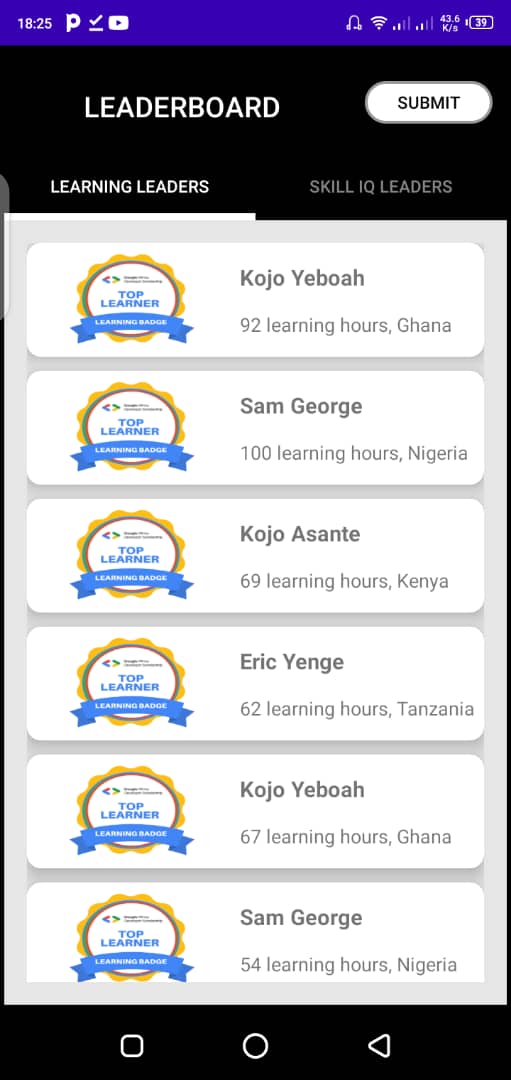 18:25
43.6
K/s
39
LEADERBOARD
SUBMIT
LEARNING LEADERS
SKILL IQ LEADERS
TOP
LEARNER
LEARNING BADGE
Kojo Yeboah
92 learning hours, Ghana
TOP
LEARNER
LEARNING BADGE
Sam George
100 learning hours, Nigeria
TOP
LEARNER
LEARNING BADGE
Kojo Asante
69 learning hours, Kenya
TOP
LEARNER
LEARNING BADGE
Eric Yenge
62 learning hours, Tanzania
TOP
LEARNER
LEARNING BADGE
Kojo Yeboah
67 learning hours, Ghana
TOP
LEARNER
LEARNING BADGE
Sam George
54 learning hours, Nigeria